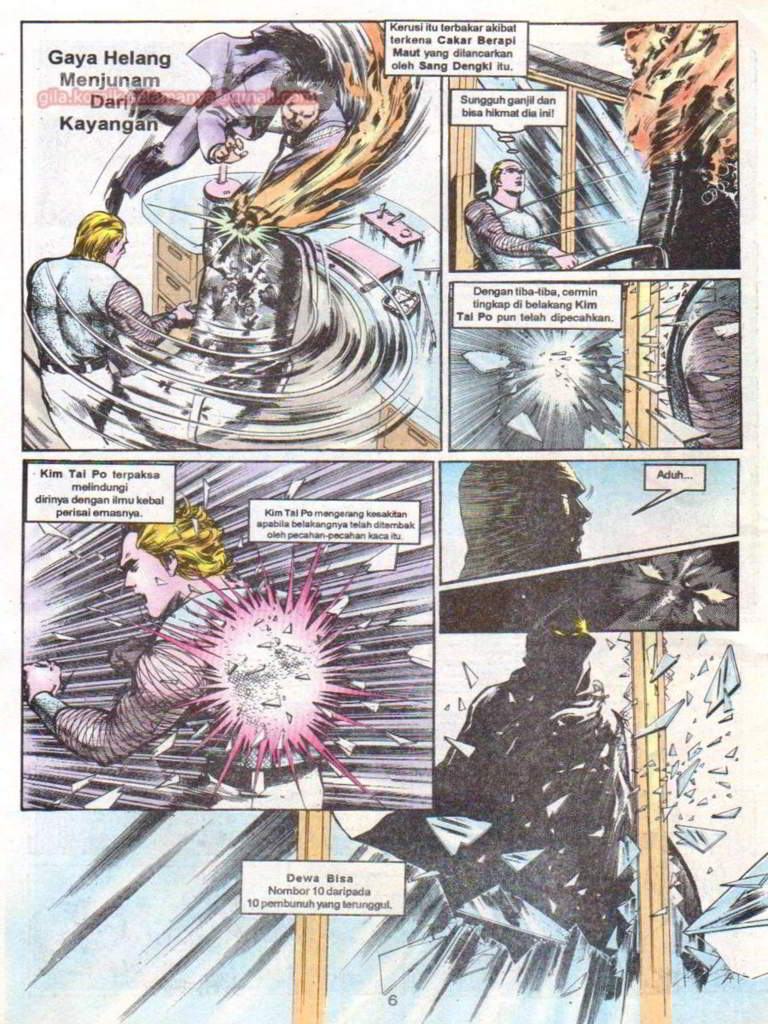 Gaya Helang
Menjunam
Dari
Kayangan
Kerusi itu terbakar akibat
terkena Cakar Berapi
Maut yang dilancarkan
oleh Sang Dengki itu.
Sungguh ganjil dan
bisa hikmat dia ini!
Dengan tiba-tiba, cermin
tingkap di belakang Kim
Tai Po pun telah dipecahkan.
Kim Tai Po terpaksa
melindungi
dirinya dengan ilmu kebal
perisai emasnya.
Kim Tai Po mengerang kesakitan
apabila belakangnya telah ditembak
oleh pecahan-pecahan kaca itu.
Aduh...
Dewa Bisa
Nombor 10 daripada
10 pembunuh yang terunggul.
6